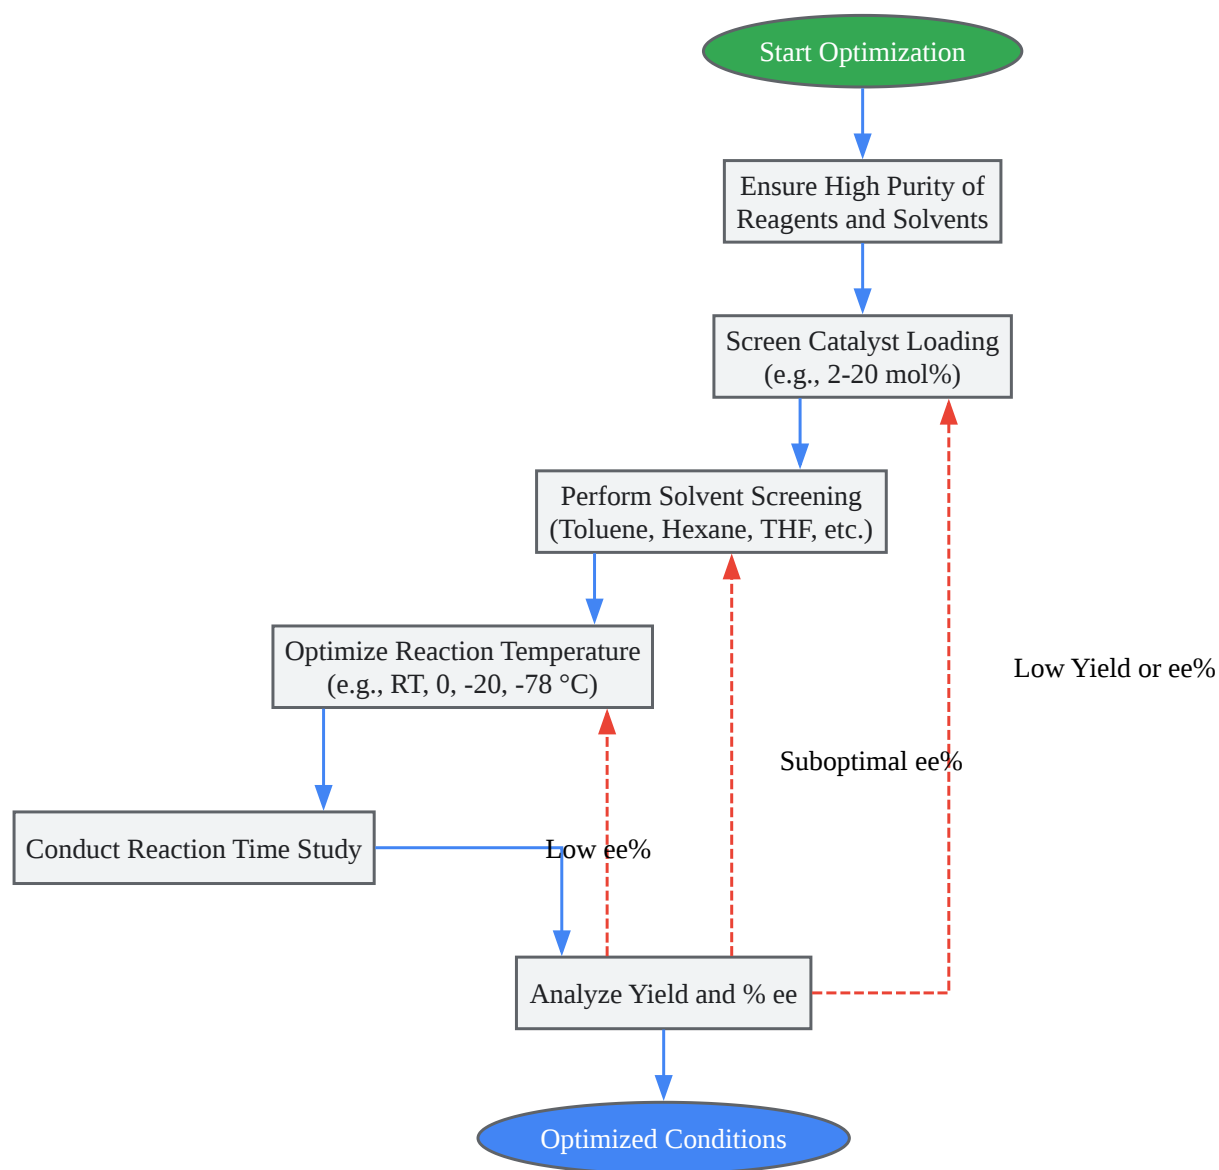 Start Optimization
Ensure High Purity of
Reagents and Solvents
Screen Catalyst Loading
(e.g., 2-20 mol%)
Perform Solvent Screening
(Toluene, Hexane, THF, etc.)
Optimize Reaction Temperature
(e.g., RT, 0, -20, -78 °C)
Low Yield or ee%
Suboptimal ee%
Conduct Reaction Time Study
Low ee%
Analyze Yield and % ee
Optimized Conditions